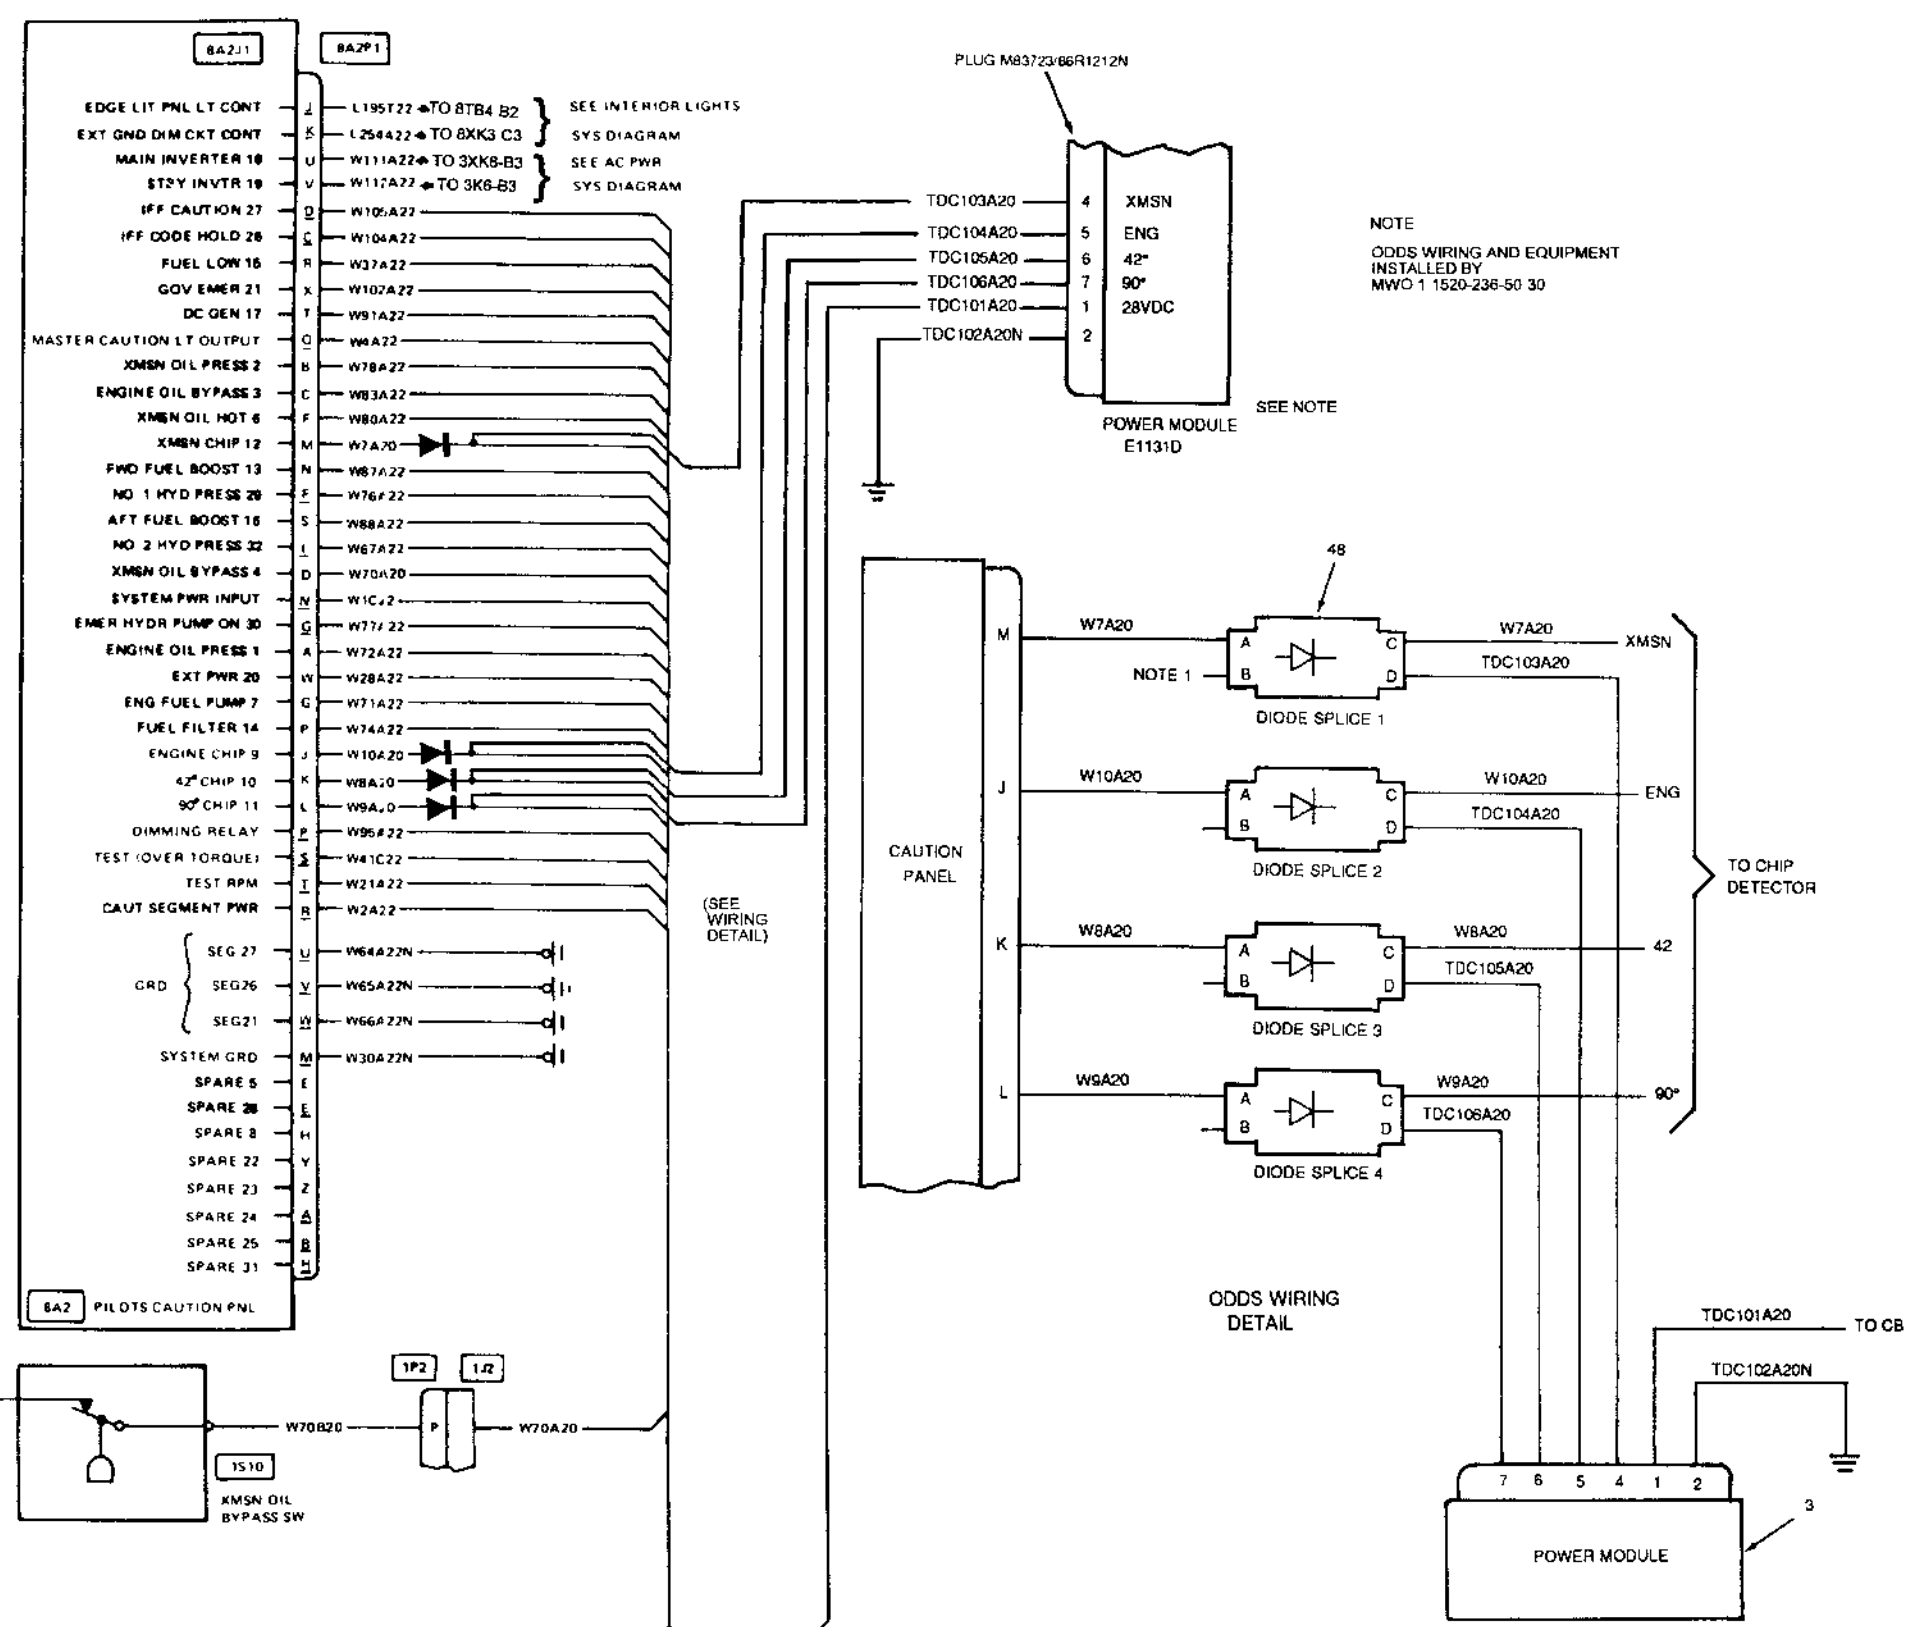 8A2J1
8A2P1
EDGE LIT PNL LT CONT J L195T22 TO 8TB4 B2
EXT GND DIM CKT CONT K L254A22 TO 8XK3 C3
SEE INTERIOR LIGHTS
SYS DIAGRAM
MAIN INVERTER 18 U W111A22 TO 3XK6-B3
STBY INVTR 19 V W112A22 TO 3K6-B3
SEE AC PWR
SYS DIAGRAM
IFF CAUTION 27 D W105A22
IFF CODE HOLD 26 C W104A22
FUEL LOW 16 R W37A22
GOV EMER 21 X W102A22
DC GEN 17 T W91A22
MASTER CAUTION LT OUTPUT W4A22
XMSN OIL PRESS 2 B W78A22
ENGINE OIL BYPASS 3 C W83A22
XMSN OIL HOT 6 F W80A22
XMSN CHIP 12 M W7A20
FWD FUEL BOOST 13 N W87A22
NO 1 HYD PRESS 29 F W76A22
AFT FUEL BOOST 15 S W88A22
NO 2 HYD PRESS 32 W67A22
XMSN OIL BYPASS 4 D W70A20
SYSTEM PWR INPUT N
EMER HYDR PUMP ON 30 G W77A22
ENGINE OIL PRESS 1 A W72A22
EXT PWR 20 W W28A22
ENG FUEL PUMP 7 G W71A22
FUEL FILTER 14 P W74A22
ENGINE CHIP 9 J W10A20
42° CHIP 10 K W8A20
90° CHIP 11 L W9A20
DIMMING RELAY P W95A22
TEST (OVER TORQUE) S W41C22
TEST RPM T W21A22
CAUT SEGMENT PWR R W2A22
GRD
SEG 27 U W64A22N
SEG26 V W65A22N
SEG21 W W66A22N
SYSTEM GRD M W30A22N
SPARE 5 E
SPARE 28 E
SPARE 8 H
SPARE 22 Y
SPARE 23 Z
SPARE 24 A
SPARE 25 B
SPARE 31 H
8A2 PILOTS CAUTION PNL
1P2
1J2
W70B20 P W70A20
1S10
XMSN OIL
BYPASS SW
(SEE
WIRING
DETAIL)
PLUG M83723/66R1212N
TDC103A20 4 XMSN
TDC104A20 5 ENG
TDC105A20 6 42°
TDC106A20 7 90°
TDC101A20 1 28VDC
TDC102A20N 2
POWER MODULE
E1131D
SEE NOTE
NOTE
ODDS WIRING AND EQUIPMENT
INSTALLED BY
MWO 1 1520-236-50 30
CAUTION
PANEL
48
M W7A20 A C W7A20 XMSN
NOTE 1 B D TDC103A20
DIODE SPLICE 1
J W10A20 A C W10A20 ENG
B D TDC104A20
DIODE SPLICE 2
K W8A20 A C W8A20 42
B D TDC105A20
DIODE SPLICE 3
L W9A20 A C W9A20 90°
B D TDC106A20
DIODE SPLICE 4
TO CHIP
DETECTOR
ODDS WIRING
DETAIL
TDC101A20 TO CB
TDC102A20N
7 6 5 4 1 2
3
POWER MODULE